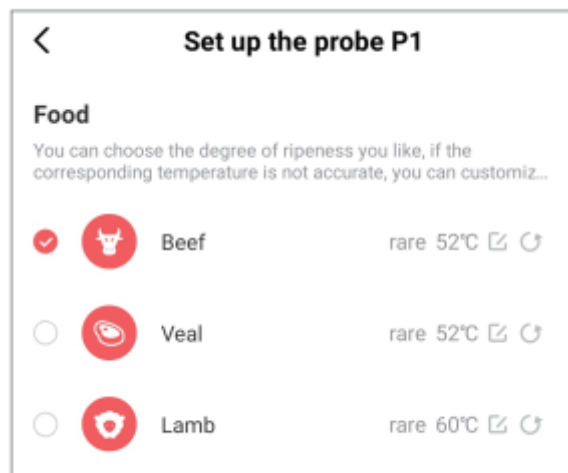 Set up the probe P1
Food
You can choose the degree of ripeness you like, if the
corresponding temperature is not accurate, you can customiz...
Beef rare 52℃
Veal rare 52℃
Lamb rare 60℃